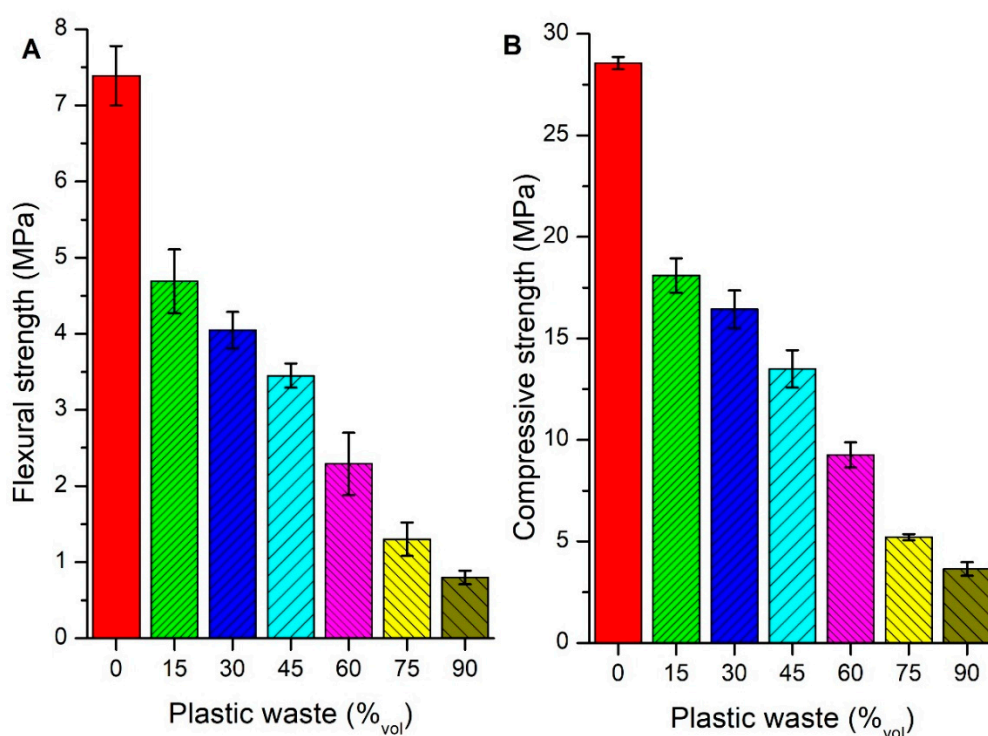 A
Flexural strength (MPa)
8
7
6
5
4
3
2
1
0
0 15 30 45 60 75 90
Plastic waste (%vol)
B
Compressive strength (MPa)
30
25
20
15
10
5
0
0 15 30 45 60 75 90
Plastic waste (%vol)